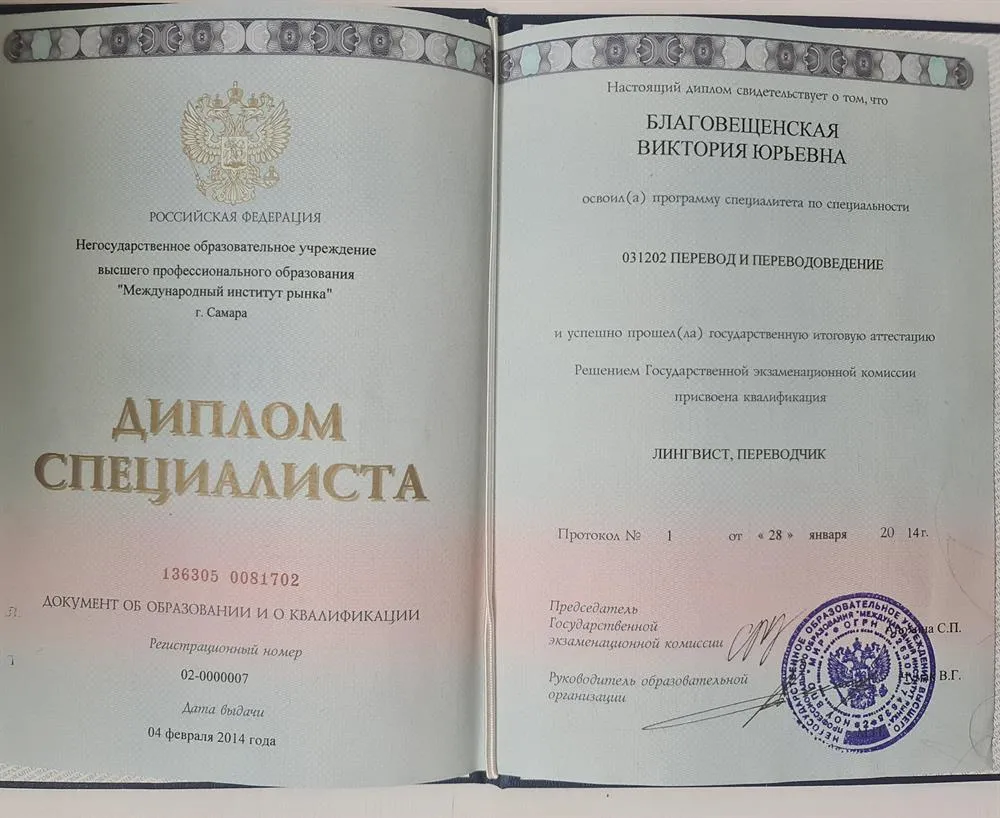 РОССИЙСКАЯ ФЕДЕРАЦИЯ
Негосударственное образовательное учреждение
высшего профессионального образования
"Международный институт рынка"
г. Самара
ДИПЛОМ
СПЕЦИАЛИСТА
136305 0081702
ДОКУМЕНТ ОБ ОБРАЗОВАНИИ И О КВАЛИФИКАЦИИ
Регистрационный номер
02-0000007
Дата выдачи
04 февраля 2014 года
Настоящий диплом свидетельствует о том, что
БЛАГОВЕЩЕНСКАЯ
ВИКТОРИЯ ЮРЬЕВНА
освоил(а) программу специалитета по специальности
031202 ПЕРЕВОД И ПЕРЕВОДОВЕДЕНИЕ
и успешно прошел(ла) государственную итоговую аттестацию
Решением Государственной экзаменационной комиссии
присвоена квалификация
ЛИНГВИСТ, ПЕРЕВОДЧИК
Протокол № 1 от « 28 » января 20 14 г.
Председатель
Государственной
экзаменационной комиссии
С.П.
Руководитель образовательной
организации
В.Г.